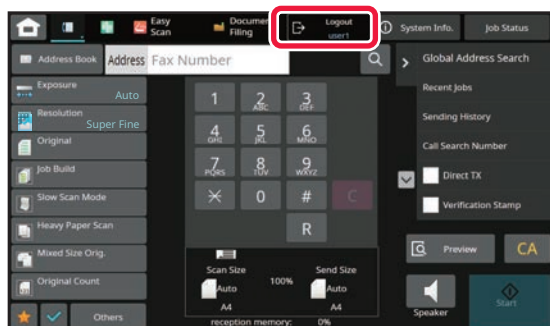 Easy
Scan
Documen
Filing
Logout
user1
System Info.
Job Status
Address Book
Address
Fax Number
Global Address Search
Exposure
Auto
Resolution
Super Fine
Original
Job Build
Slow Scan Mode
Heavy Paper Scan
Mixed Size Orig.
Original Count
Others
1
2
ABC
3
DEF
4
GHI
5
JKL
6
MNO
7
PQRS
8
TUV
9
WXYZ
0
#
C
R
Scan Size
Auto
A4
100%
Send Size
Auto
A4
reception memory: 0%
Recent Jobs
Sending History
Call Search Number
Direct TX
Verification Stamp
Preview
CA
Speaker
Start